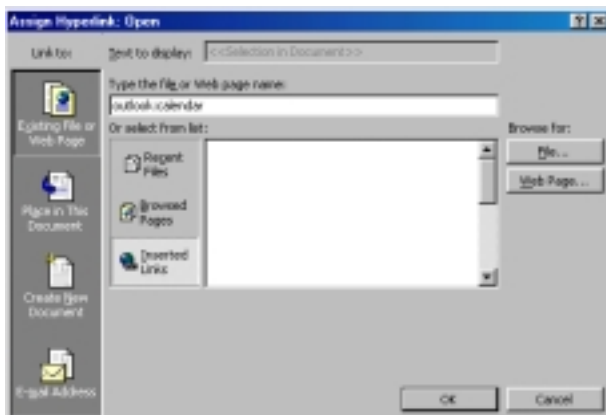 Assign Hyperlink: Open
Link to:
Text to display: <<Selection in Document>>
Type the file or Web page name:
outlook:calendar
Or select from list:
Browse for:
Existing File or
Web Page
Recent
Files
File...
Web Page...
Place in This
Document
Browsed
Pages
Inserted
Links
Create New
Document
E-mail Address
OK
Cancel